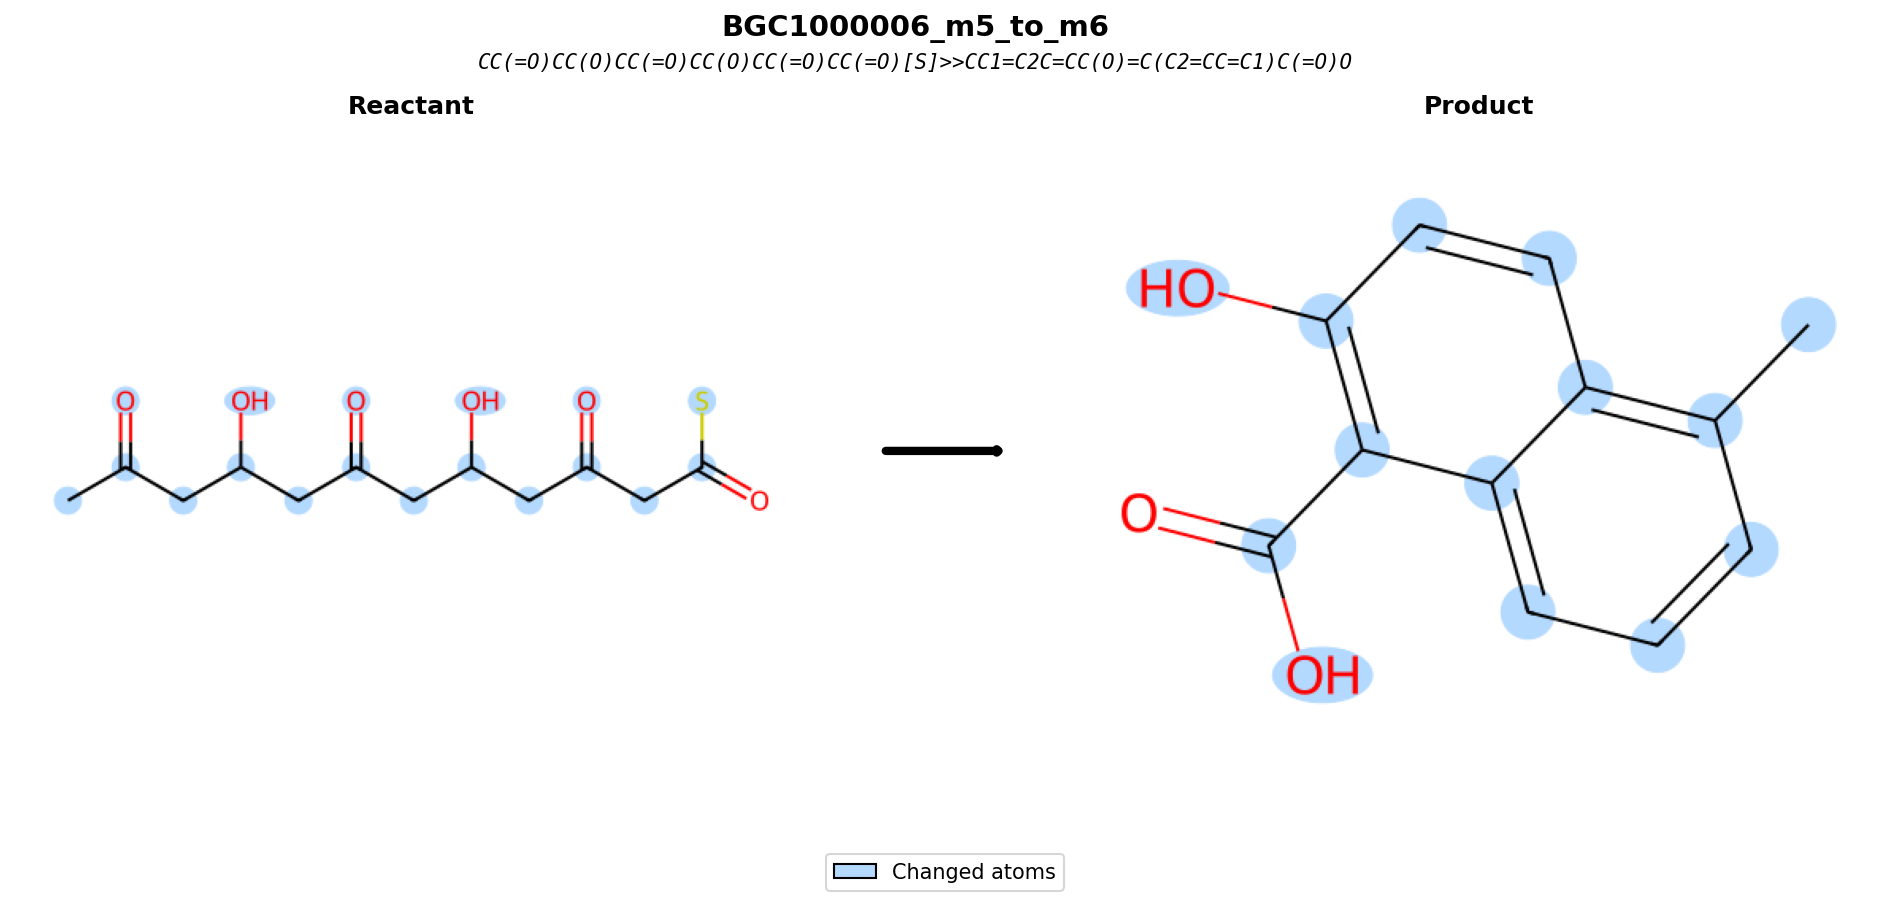 BGC1000006_m5_to_m6
CC(=O)CC(O)CC(=O)CC(O)CC(=O)CC(=O)[S]>>CC1=C2C=CC(O)=C(C2=CC=C1)C(=O)O
Reactant
Product
O
OH
O
OH
O
S
O
HO
O
OH
Changed atoms